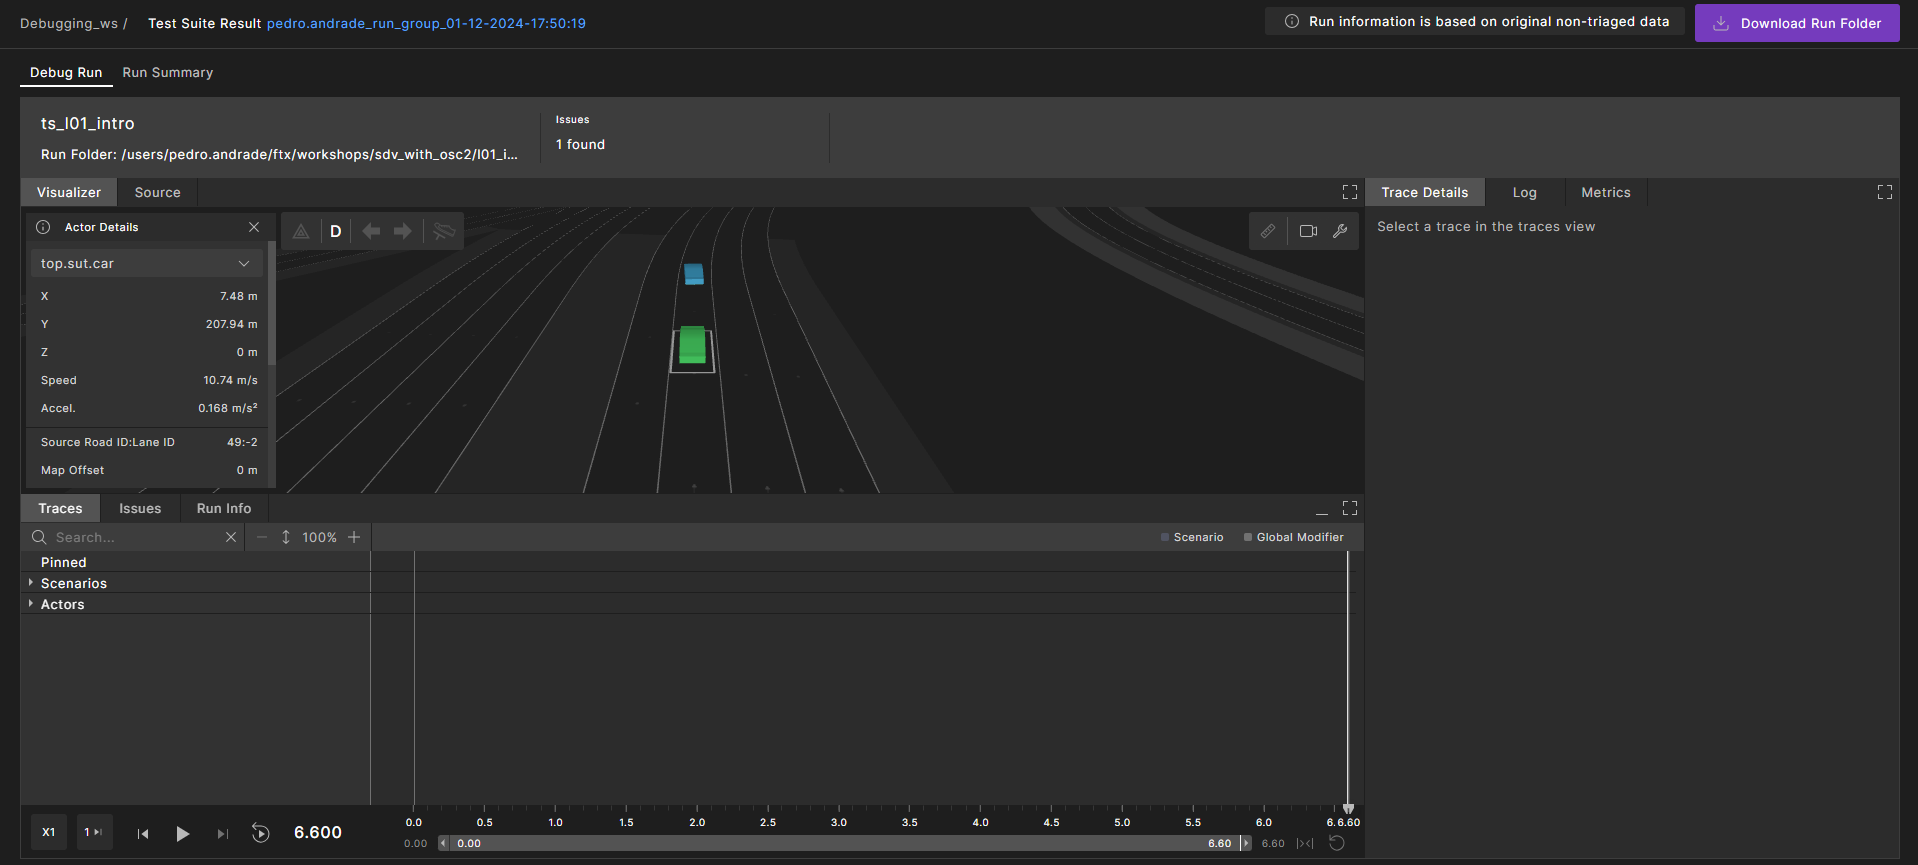 Debugging_ws / Test Suite Result pedro.andrade_run_group_01-12-2024-17:50:19
Run information is based on original non-triaged data
Download Run Folder
Debug Run Run Summary
ts_l01_intro
Run Folder: /users/pedro.andrade/ftx/workshops/sdv_with_osc2/l01_i...
Issues
1 found
Visualizer Source
Actor Details
D
top.sut.car
X 7.48 m
Y 207.94 m
Z 0 m
Speed 10.74 m/s
Accel. 0.168 m/s²
Source Road ID:Lane ID 49:-2
Map Offset 0 m
Trace Details Log Metrics
Select a trace in the traces view
Traces Issues Run Info
Search... 100% Scenario Global Modifier
Pinned
Scenarios
Actors
X1 1 6.600
0.0 0.5 1.0 1.5 2.0 2.5 3.0 3.5 4.0 4.5 5.0 5.5 6.0 6.6.60
0.00 0.00 6.60 6.60